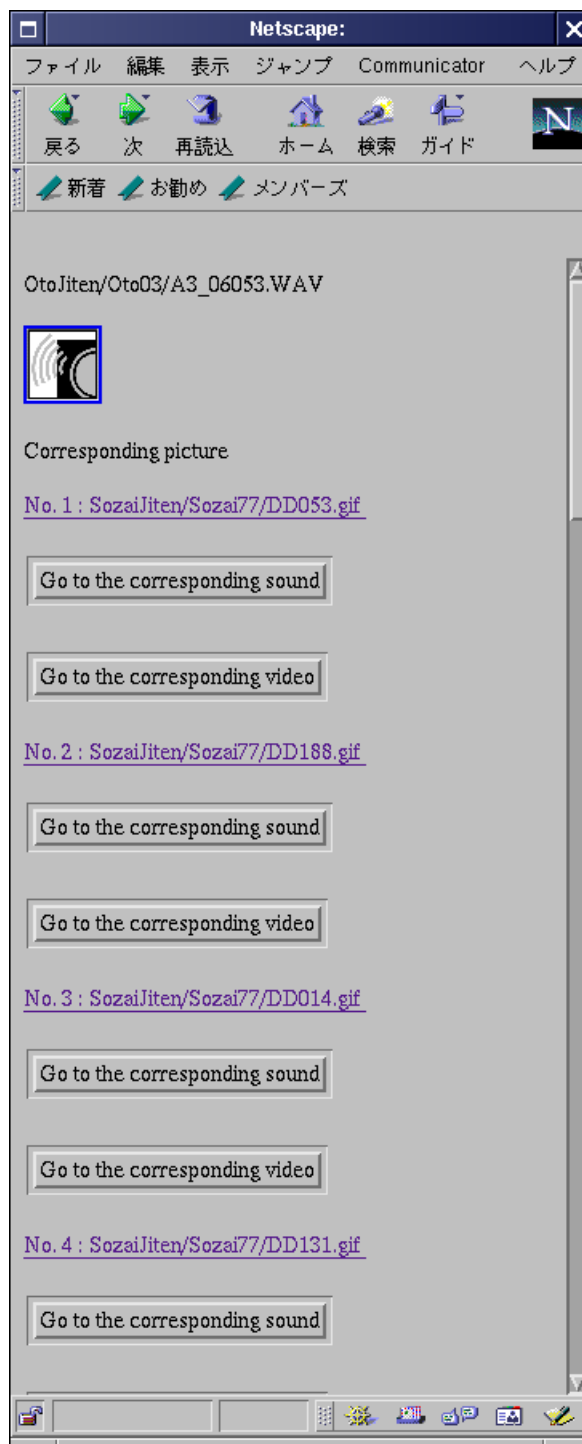 Netscape:
ファイル 編集 表示 ジャンプ Communicator ヘルプ
戻る 次 再読込 ホーム 検索 ガイド
N
新着 お勧め メンバーズ
OtoJiten/Oto03/A3_06053.WAV
Corresponding picture
No. 1 : SozaiJiten/Sozai77/DD053.gif
Go to the corresponding sound
Go to the corresponding video
No. 2 : SozaiJiten/Sozai77/DD188.gif
Go to the corresponding sound
Go to the corresponding video
No. 3 : SozaiJiten/Sozai77/DD014.gif
Go to the corresponding sound
Go to the corresponding video
No. 4 : SozaiJiten/Sozai77/DD131.gif
Go to the corresponding sound